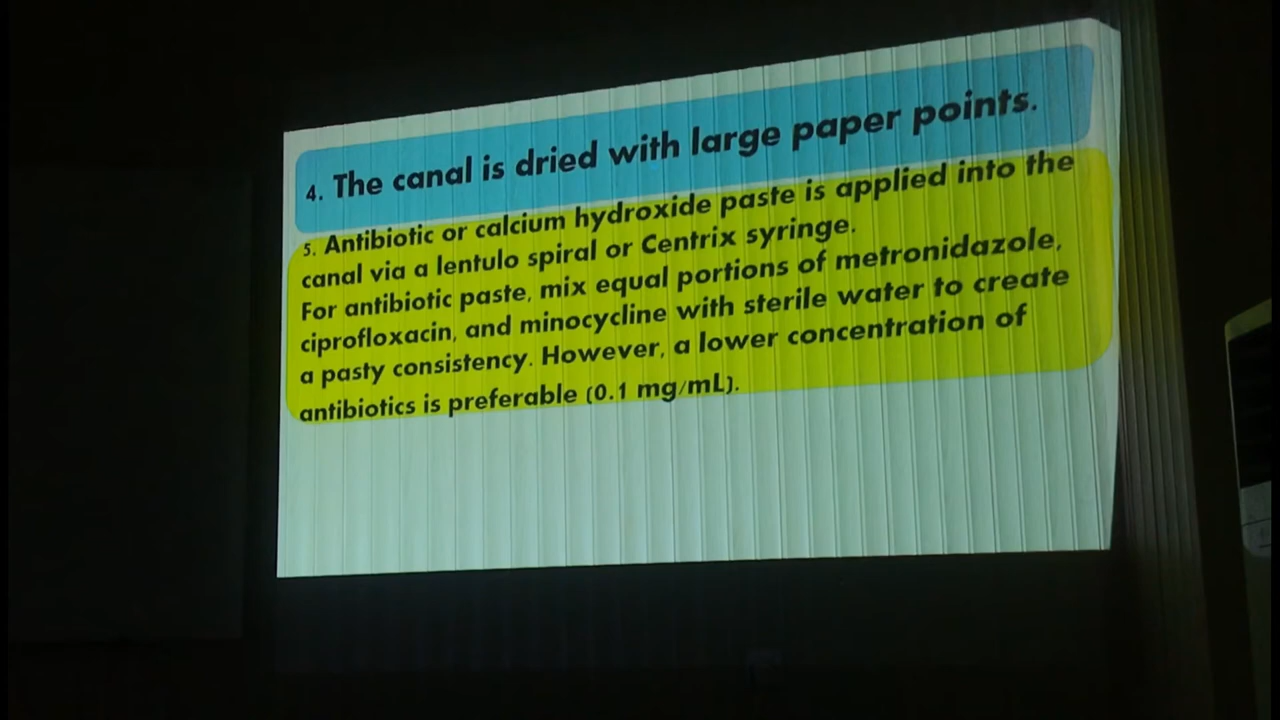 4. The canal is dried with large paper points.
5. Antibiotic or calcium hydroxide paste is applied into the
canal via a lentulo spiral or Centrix syringe.
For antibiotic paste, mix equal portions of metronidazole,
ciprofloxacin, and minocycline with sterile water to create
a pasty consistency. However, a lower concentration of
antibiotics is preferable (0.1 mg/mL).